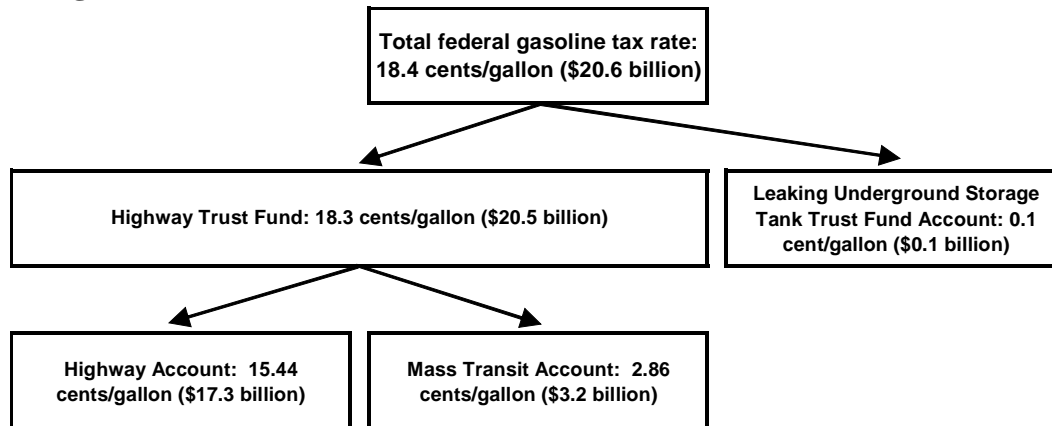 Total federal gasoline tax rate:
18.4 cents/gallon ($20.6 billion)
Highway Trust Fund: 18.3 cents/gallon ($20.5 billion)
Leaking Underground Storage
Tank Trust Fund Account: 0.1
cent/gallon ($0.1 billion)
Highway Account: 15.44
cents/gallon ($17.3 billion)
Mass Transit Account: 2.86
cents/gallon ($3.2 billion)